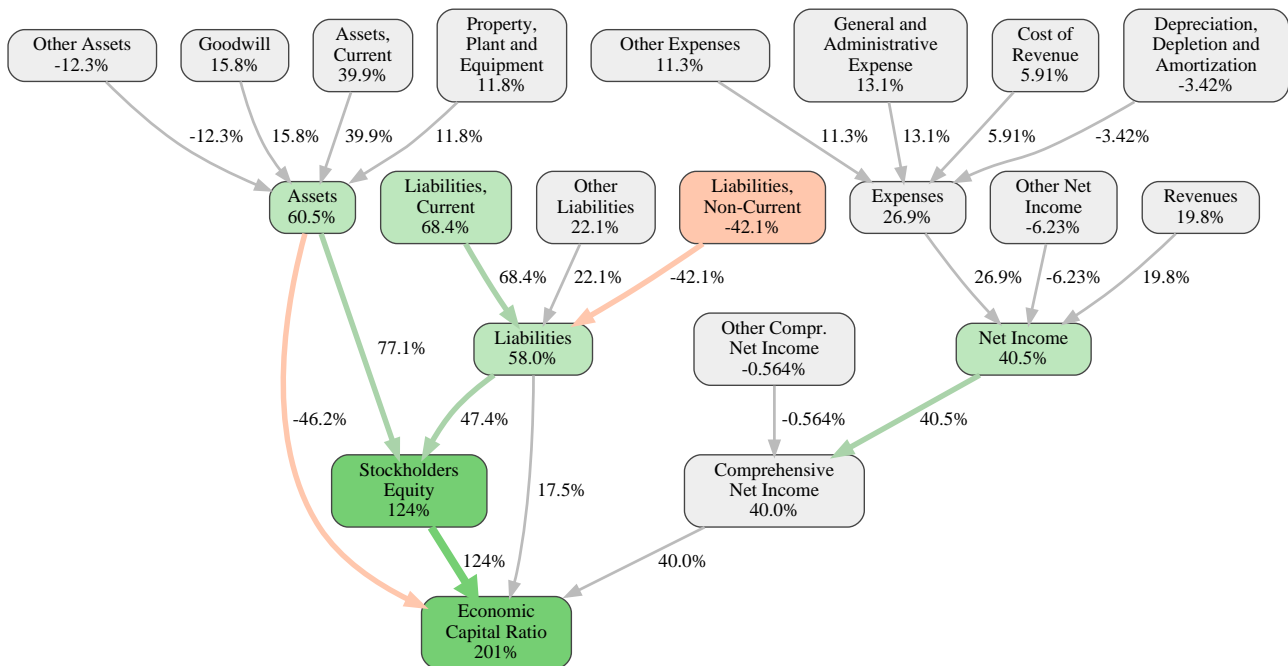 Other Assets
-12.3%
Goodwill
15.8%
Assets,
Current
39.9%
Property,
Plant and
Equipment
11.8%
Other Expenses
11.3%
General and
Administrative
Expense
13.1%
Cost of
Revenue
5.91%
Depreciation,
Depletion and
Amortization
-3.42%
-12.3%
15.8%
39.9%
11.8%
11.3%
13.1%
5.91%
-3.42%
Assets
60.5%
Liabilities,
Current
68.4%
Other
Liabilities
22.1%
Liabilities,
Non-Current
-42.1%
Expenses
26.9%
Other Net
Income
-6.23%
Revenues
19.8%
68.4%
22.1%
-42.1%
26.9%
-6.23%
19.8%
77.1%
Liabilities
58.0%
Other Compr.
Net Income
-0.564%
Net Income
40.5%
-46.2%
47.4%
-0.564%
40.5%
Stockholders
Equity
124%
17.5%
Comprehensive
Net Income
40.0%
124%
40.0%
Economic
Capital Ratio
201%